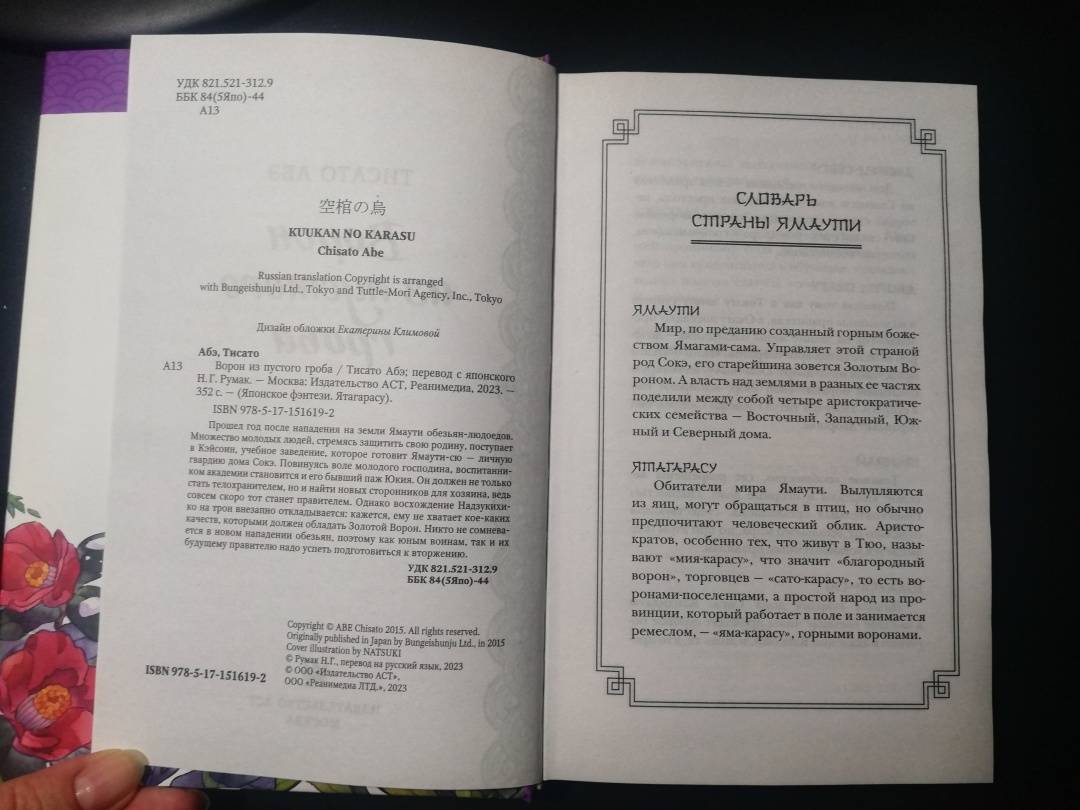 УДК 821.521-312.9
ББК 84(5Япо)-44
А13
空棺の烏
KUUKAN NO KARASU
Chisato Abe
Russian translation Copyright is arranged
with Bungeishunju Ltd., Tokyo and Tuttle-Mori Agency, Inc., Tokyo
Дизайн обложки Екатерины Климовой
Абэ, Тисато
А13 Ворон из пустого гроба / Тисато Абэ; перевод с японского
Н. Г. Румак. — Москва: Издательство АСТ, Реанимедиа, 2023. —
352 с. — (Японское фэнтези. Ятагарасу).
ISBN 978-5-17-151619-2
Прошел год после нападения на земли Ямаути обезьян-людоедов.
Множество молодых людей, стремясь защитить свою родину, поступает
в Кэйсоин, учебное заведение, которое готовит Ямаути-сю — личную
гвардию дома Сокэ. Повинуясь воле молодого господина, воспитанни-
ком академии становится и его бывший паж Юкия. Он должен не только
стать телохранителем, но и найти новых сторонников для хозяина, ведь
совсем скоро тот станет правителем. Однако восхождение Надзукихи-
ко на трон внезапно откладывается: кажется, ему не хватает кое-каких
качеств, которыми должен обладать Золотой Ворон. Никто не сомнева-
ется в новом нападении обезьян, поэтому как юным воинам, так и их
будущему правителю надо успеть подготовиться к вторжению.
УДК 821.521-312.9
ББК 84(5Япо)-44
Copyright © ABE Chisato 2015. All rights reserved.
Originally published in Japan by Bungeishunju Ltd., in 2015
Cover illustration by NATSUKI
© Румак Н.Г., перевод на русский язык, 2023
© ООО «Издательство АСТ»,
ООО «Реанимедиа ЛТД.», 2023
ISBN 978-5-17-151619-2
СЛОВАРЬ
СТРАНЫ ЯМАУТИ
ЯМАУТИ
Мир, по преданию созданный горным боже-
ством Ямагами-сама. Управляет этой страной
род Сокэ, его старейшина зовется Золотым Во-
роном. А власть над землями в разных ее частях
поделили между собой четыре аристократиче-
ских семейства — Восточный, Западный, Юж-
ный и Северный дома.
ЯТАГАРАСУ
Обитатели мира Ямаути. Вылупляются
из яиц, могут обращаться в птиц, но обычно
предпочитают человеческий облик. Аристо-
кратов, особенно тех, что живут в Тюо, назы-
вают «мия-карасу», что значит «благородный
ворон», торговцев — «сато-карасу», то есть во-
ронами-поселенцами, а простой народ из про-
винции, который работает в поле и занимается
ремеслом, — «яма-карасу», горными воронами.